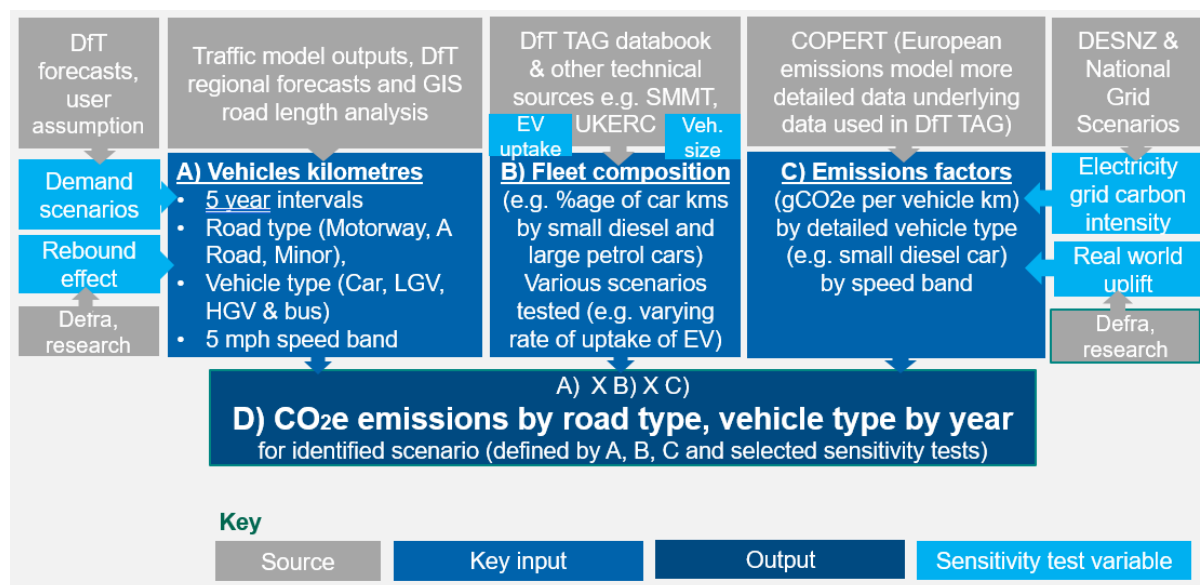 DfT
forecasts,
user
assumption
Traffic model outputs, DfT
regional forecasts and GIS
road length analysis
DfT TAG databook
& other technical
sources e.g. SMMT,
UKERC
EV
uptake
Veh.
size
COPERT (European
emissions model more
detailed data underlying
data used in DfT TAG)
DESNZ &
National
Grid
Scenarios
Demand
scenarios
Rebound
effect
Defra,
research
A) Vehicles kilometres
• 5 year intervals
• Road type (Motorway, A
Road, Minor),
• Vehicle type (Car, LGV,
HGV & bus)
• 5 mph speed band
B) Fleet composition
(e.g. %age of car kms
by small diesel and
large petrol cars)
Various scenarios
tested (e.g. varying
rate of uptake of EV)
C) Emissions factors
(gCO2e per vehicle km)
by detailed vehicle type
(e.g. small diesel car)
by speed band
Electricity
grid carbon
intensity
Real world
uplift
Defra,
research
A) X B) X C)
D) CO2e emissions by road type, vehicle type by year
for identified scenario (defined by A, B, C and selected sensitivity tests)
Key
Source
Key input
Output
Sensitivity test variable